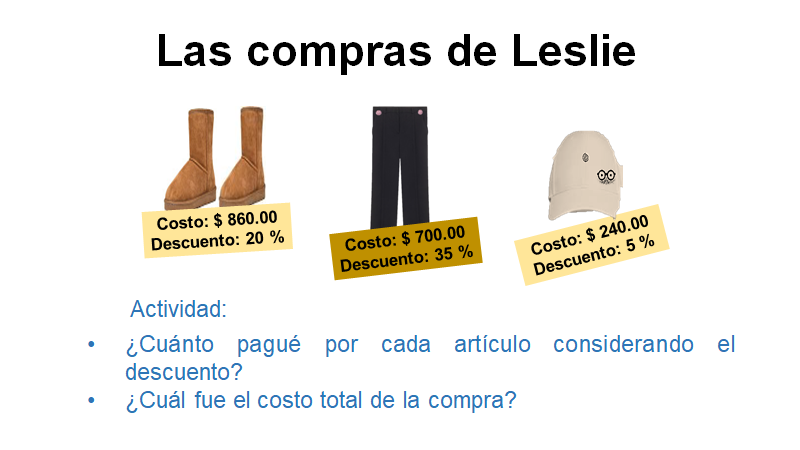 Las compras de Leslie
Costo: $ 860.00
Descuento: 20 %
Costo: $ 700.00
Descuento: 35 %
Costo: $ 240.00
Descuento: 5 %
Actividad:
• ¿Cuánto pagué por cada artículo considerando el
descuento?
• ¿Cuál fue el costo total de la compra?